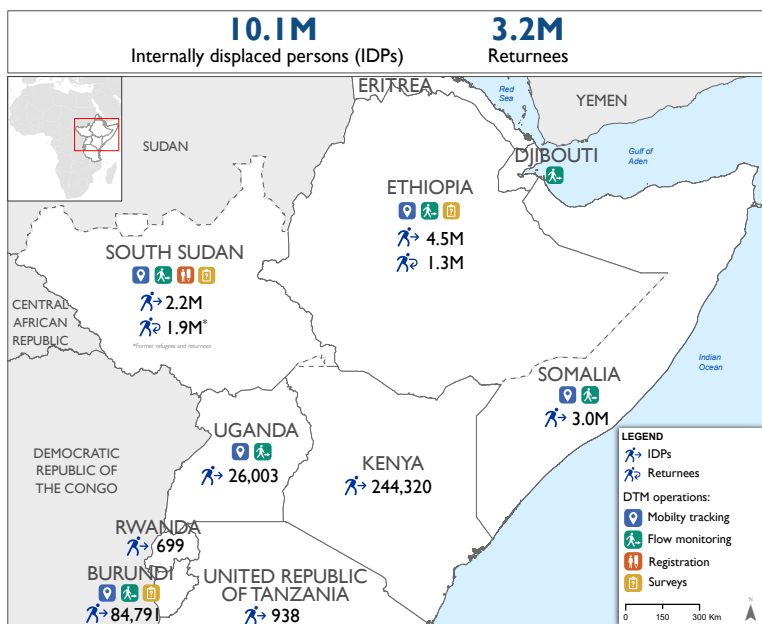 10.1M
Internally displaced persons (IDPs)
3.2M
Returnees
ERITREA
Red
Sea
YEMEN
SUDAN
DJIBOUTI
Gulf of
Aden
ETHIOPIA
4.5M
1.3M
SOUTH SUDAN
2.2M
1.9M*
*Former refugees and returnees
CENTRAL
AFRICAN
REPUBLIC
Indian
Ocean
SOMALIA
3.0M
UGANDA
26,003
KENYA
244,320
DEMOCRATIC
REPUBLIC OF
THE CONGO
RWANDA
699
BURUNDI
84,791
UNITED REPUBLIC
OF TANZANIA
938
LEGEND
IDPs
Returnees
DTM operations:
Mobilty tracking
Flow monitoring
Registration
Surveys
0 150 300 Km
N